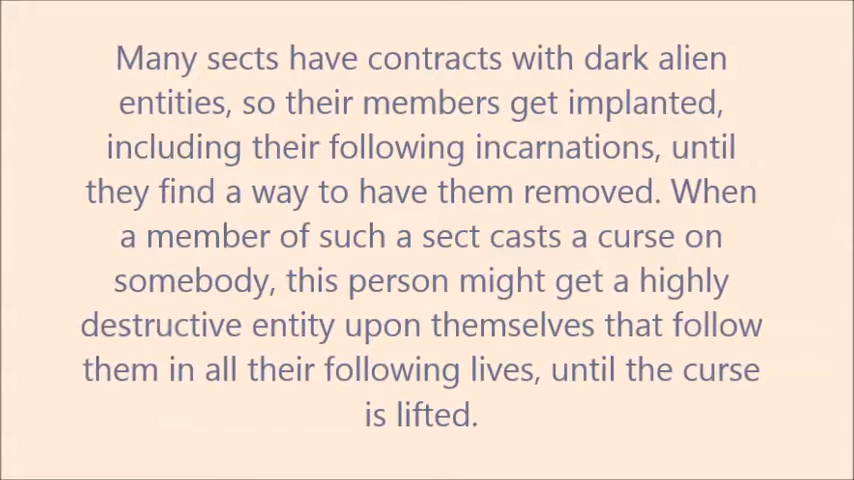 Many sects have contracts with dark alien
entities, so their members get implanted,
including their following incarnations, until
they find a way to have them removed. When
a member of such a sect casts a curse on
somebody, this person might get a highly
destructive entity upon themselves that follow
them in all their following lives, until the curse
is lifted.